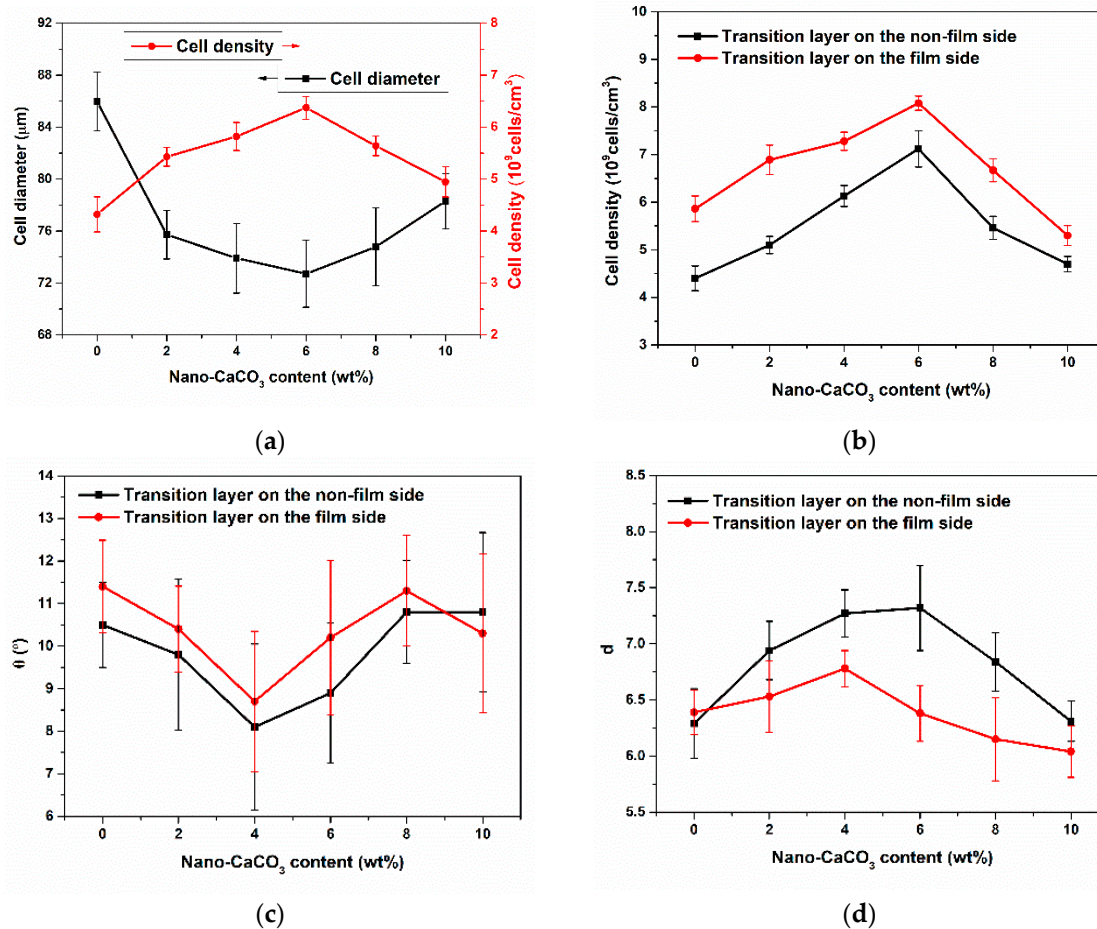 Cell density
Cell diameter
Cell diameter (μm)
92
88
84
80
76
72
68
8
7
6
5
4
3
2
Cell density (10⁹cells/cm³)
0 2 4 6 8 10
Nano-CaCO₃ content (wt%)
(a)
Transition layer on the non-film side
Transition layer on the film side
Cell density (10⁹cells/cm³)
10
9
8
7
6
5
4
3
0 2 4 6 8 10
Nano-CaCO₃ content (wt%)
(b)
Transition layer on the non-film side
Transition layer on the film side
θ (°)
14
13
12
11
10
9
8
7
6
0 2 4 6 8 10
Nano-CaCO₃ content (wt%)
(c)
Transition layer on the non-film side
Transition layer on the film side
d
8.5
8.0
7.5
7.0
6.5
6.0
5.5
0 2 4 6 8 10
Nano-CaCO₃ content (wt%)
(d)